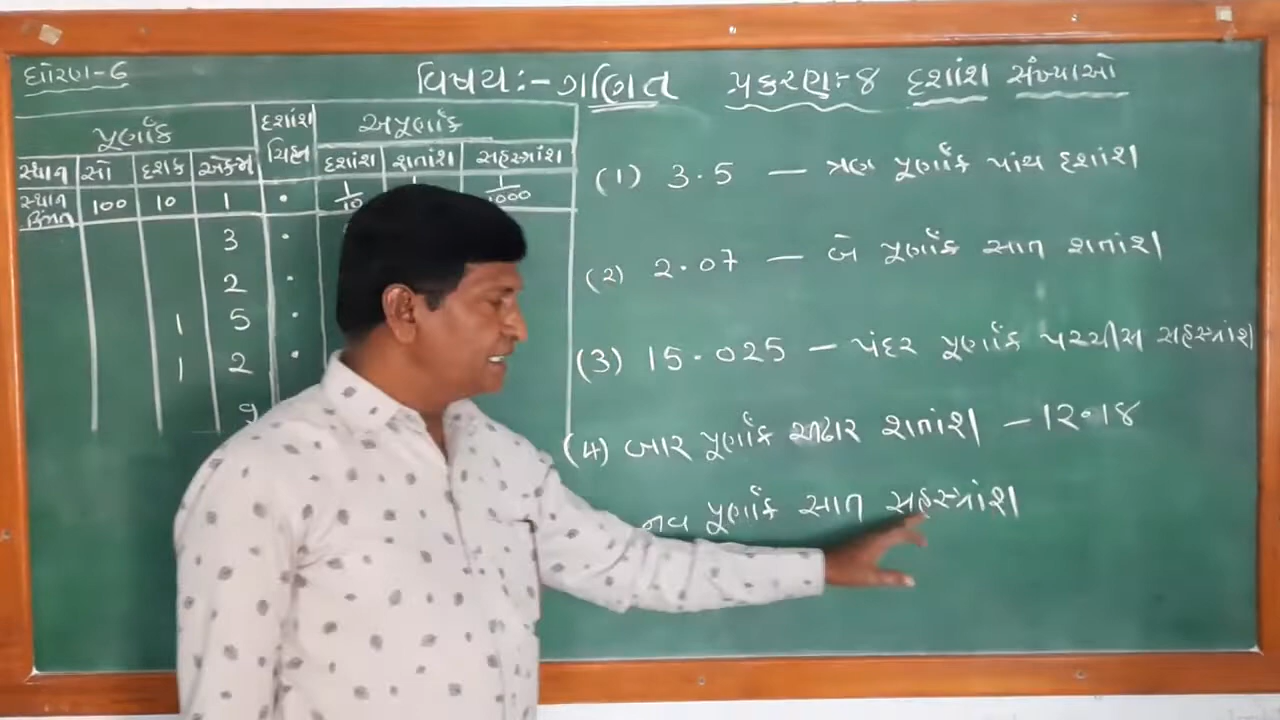 ધોરણ-6
વિષય:- ગણિત પ્રકરણ:-૪ દશાંશ સંખ્યાઓ
પૂર્ણાંક દશાંશ ચિહ્ન અપૂર્ણાંક
સ્થાન સો દશક એકમ દશાંશ શતાંશ સહસ્ત્રાંશ
સ્થાન કિંમત 100 10 1 . 1/10 1/1000
3 .
2 .
1 5 .
1 2 .
9
(1) 3.5 — ત્રણ પૂર્ણાંક પાંચ દશાંશ
(2) 2.07 — બે પૂર્ણાંક સાત શતાંશ
(3) 15.025 — પંદર પૂર્ણાંક પચ્ચીસ સહસ્ત્રાંશ
(4) બાર પૂર્ણાંક અઢાર શતાંશ — 12.18
નવ પૂર્ણાંક સાત સહસ્ત્રાંશ